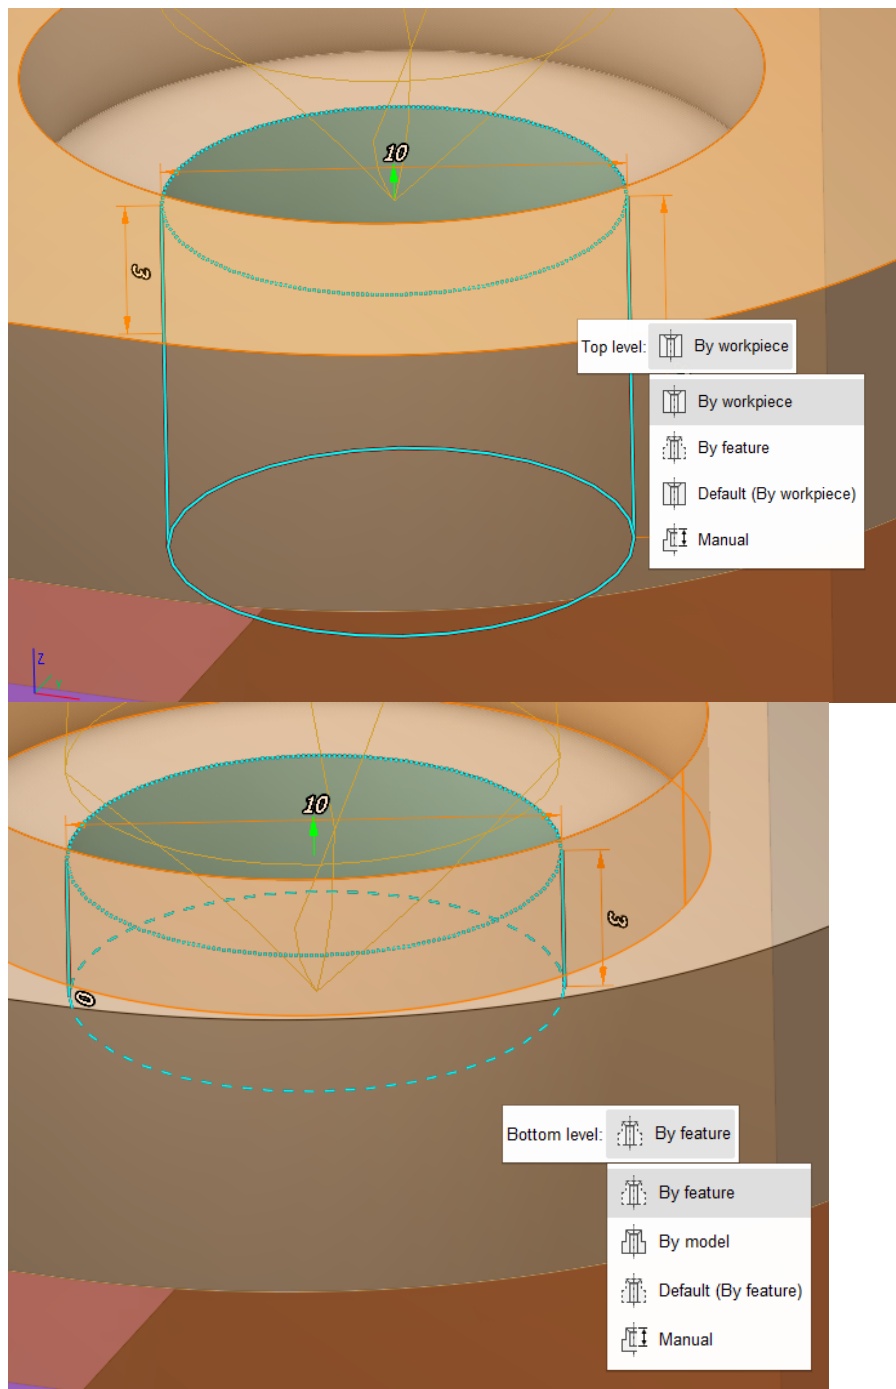 10
3
Top level: By workpiece
By workpiece
By feature
Default (By workpiece)
Manual
Z
Y
10
3
0
Bottom level: By feature
By feature
By model
Default (By feature)
Manual